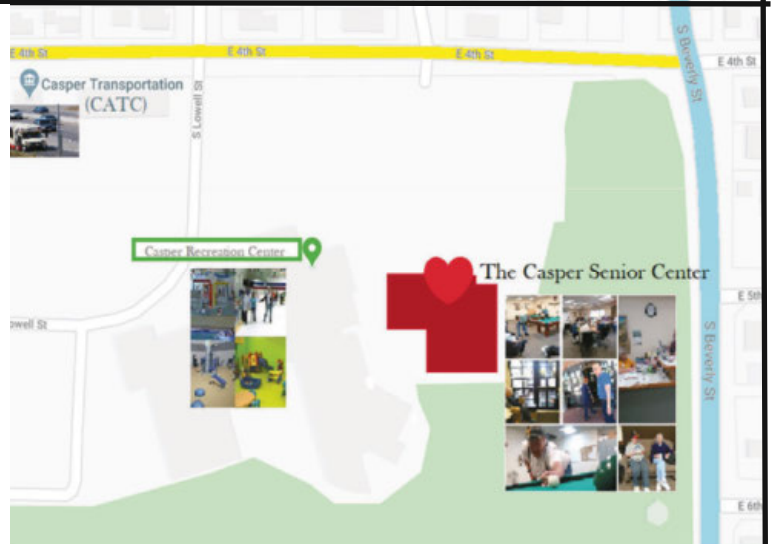 E 4th St
E 4th St
E 4th St
E 4th St
S Beverly St
Casper Transportation
(CATC)
S Lowell St
Casper Recreation Center
The Casper Senior Center
E 5th
owell St
S Beverly St
E 6th